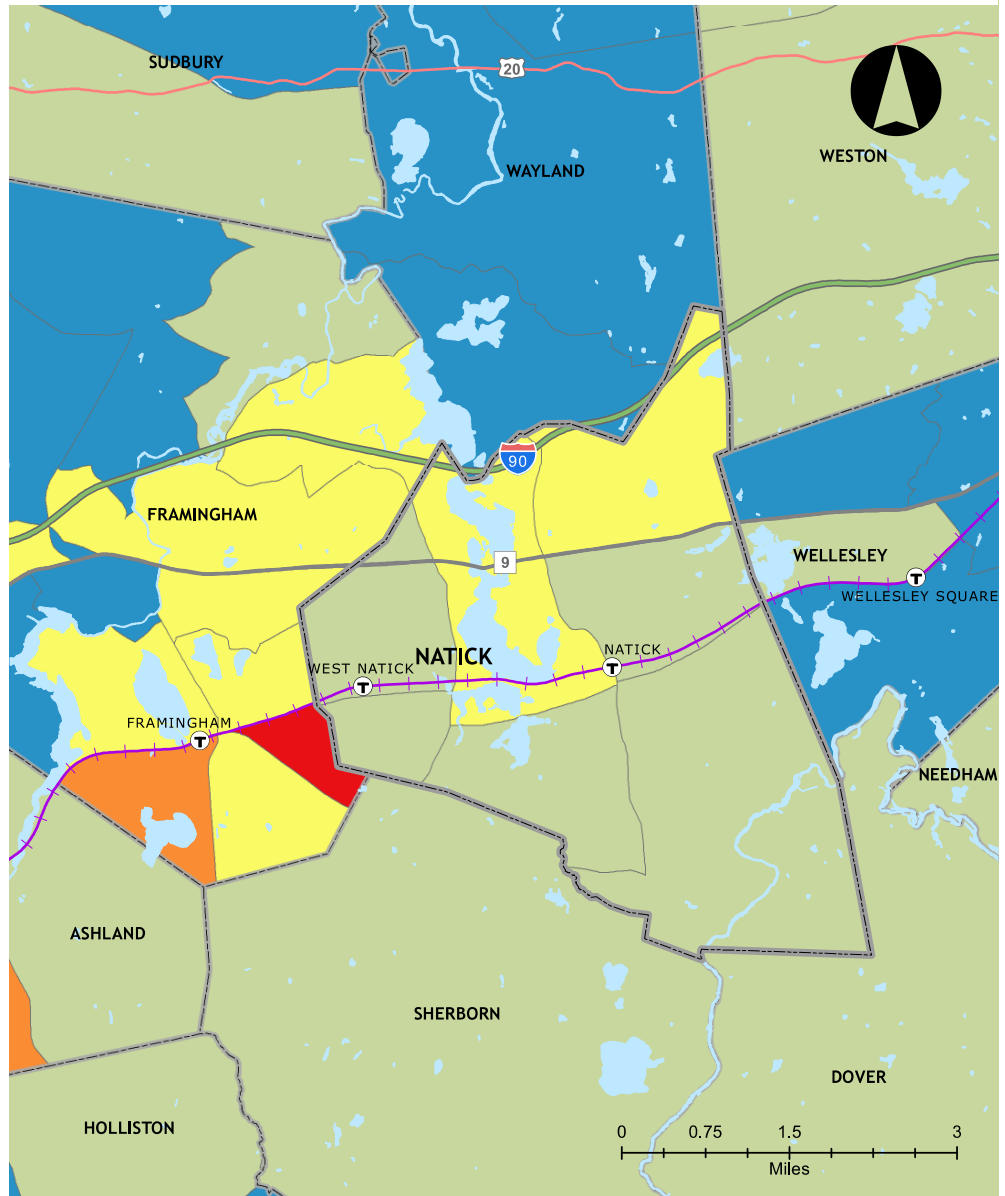 SUDBURY
20
WESTON
WAYLAND
90
FRAMINGHAM
9
WELLESLEY
WELLESLEY SQUARE
T
NATICK
NATICK
T
WEST NATICK
T
FRAMINGHAM
T
NEEDHAM
ASHLAND
SHERBORN
DOVER
HOLLISTON
0 0.75 1.5 3
Miles